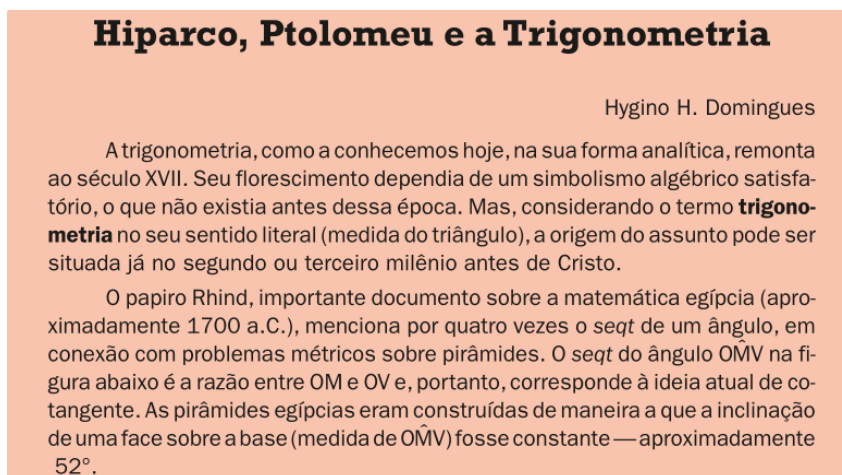 Hiparco, Ptolomeu e a Trigonometria
Hygino H. Domingues
A trigonometria, como a conhecemos hoje, na sua forma analítica, remonta
ao século XVII. Seu florescimento dependia de um simbolismo algébrico satisfa-
tório, o que não existia antes dessa época. Mas, considerando o termo trigono-
metria no seu sentido literal (medida do triângulo), a origem do assunto pode ser
situada já no segundo ou terceiro milênio antes de Cristo.
O papiro Rhind, importante documento sobre a matemática egípcia (apro-
ximadamente 1700 a.C.), menciona por quatro vezes o seqt de um ângulo, em
conexão com problemas métricos sobre pirâmides. O seqt do ângulo OM̂V na fi-
gura abaixo é a razão entre OM e OV e, portanto, corresponde à ideia atual de co-
tangente. As pirâmides egípcias eram construídas de maneira a que a inclinação
de uma face sobre a base (medida de OM̂V) fosse constante — aproximadamente
52°.